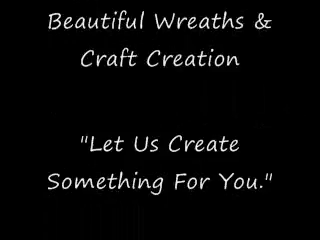 Beautiful Wreaths &
Craft Creation
"Let Us Create
Something For You."